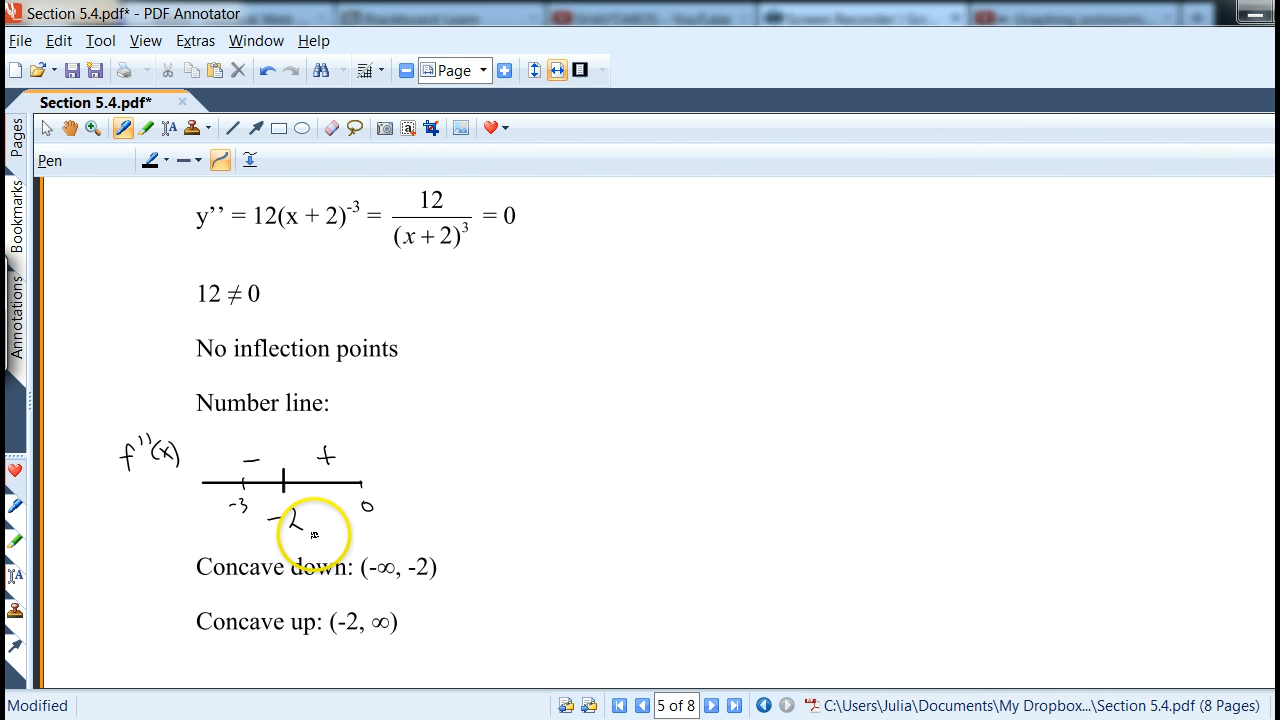 Section 5.4.pdf* - PDF Annotator
File Edit Tool View Extras Window Help
Page
Section 5.4.pdf*
Pen
Pages
Bookmarks
Annotations
y'' = 12(x + 2)⁻³ = 12/(x+2)³ = 0
12 ≠ 0
No inflection points
Number line:
f''(x) − +
-3 0
-2
Concave down: (-∞, -2)
Concave up: (-2, ∞)
Modified
5 of 8
C:\Users\Julia\Documents\My Dropbox...\Section 5.4.pdf (8 Pages)